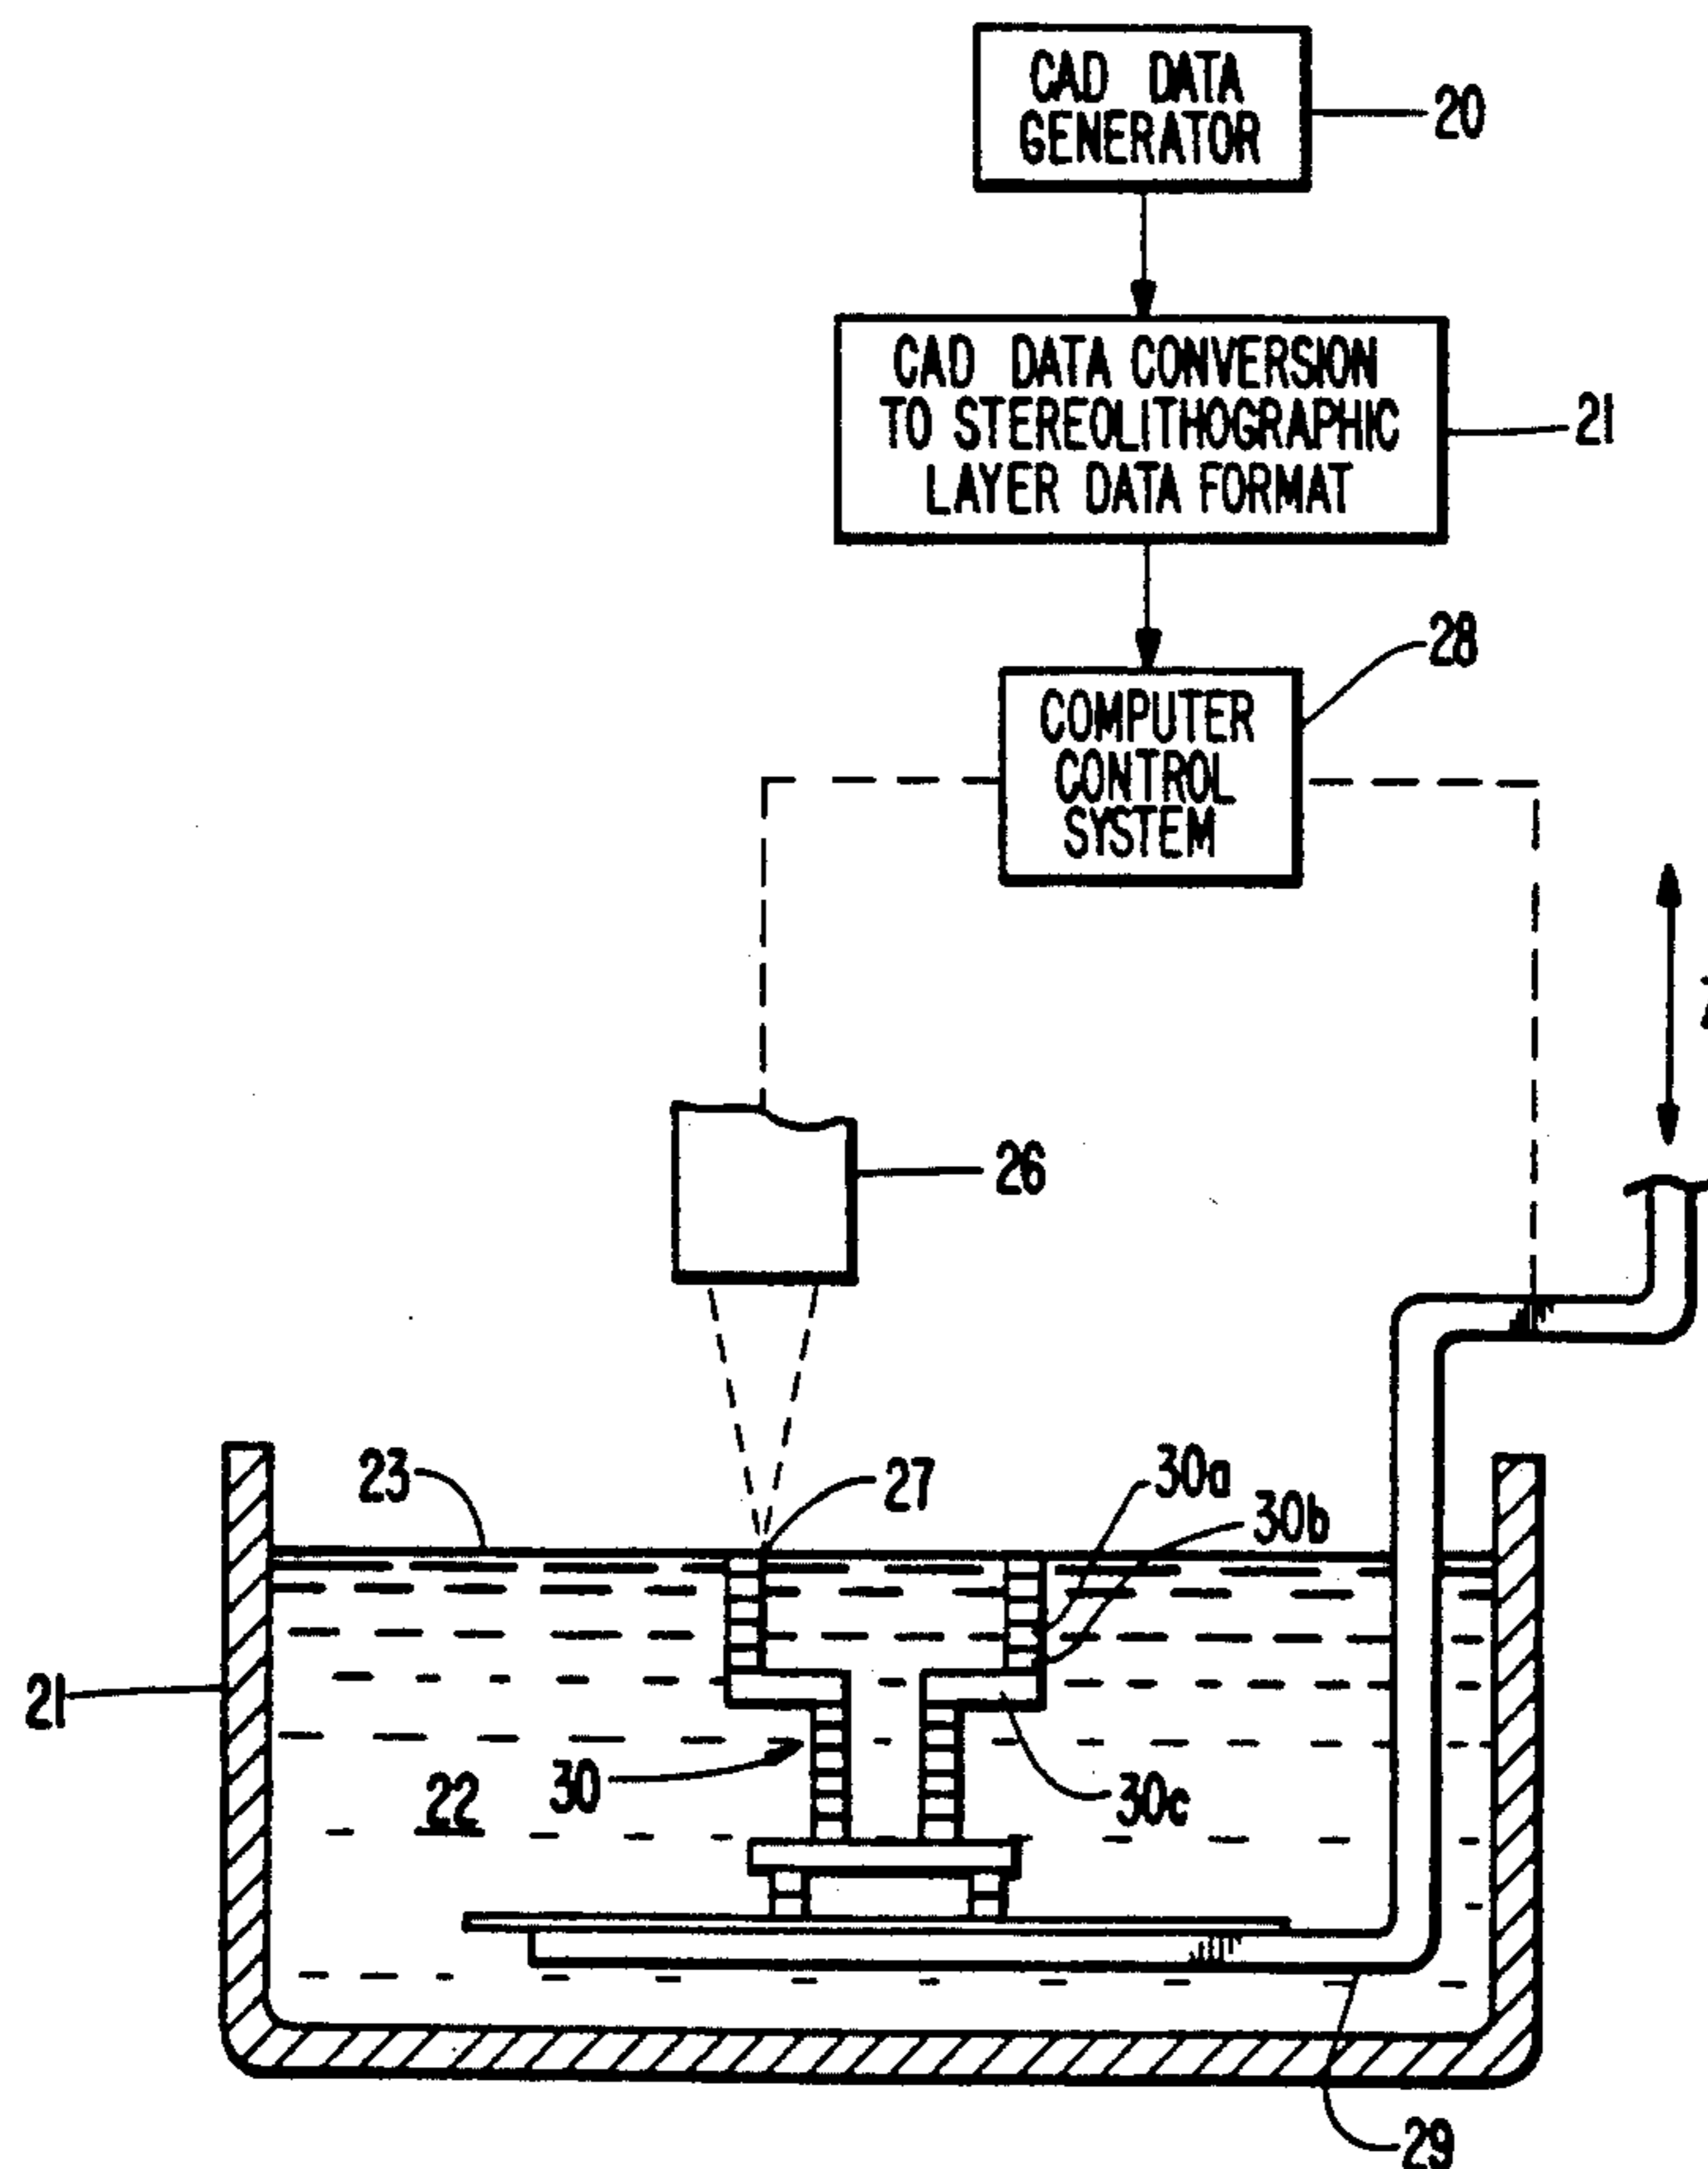 CAD DATA
GENERATOR
20
CAD DATA CONVERSION
TO STEREOLITHOGRAPHIC
LAYER DATA FORMAT
21
28
COMPUTER
CONTROL
SYSTEM
26
23
27
30a
30b
21
30
22
30c
29